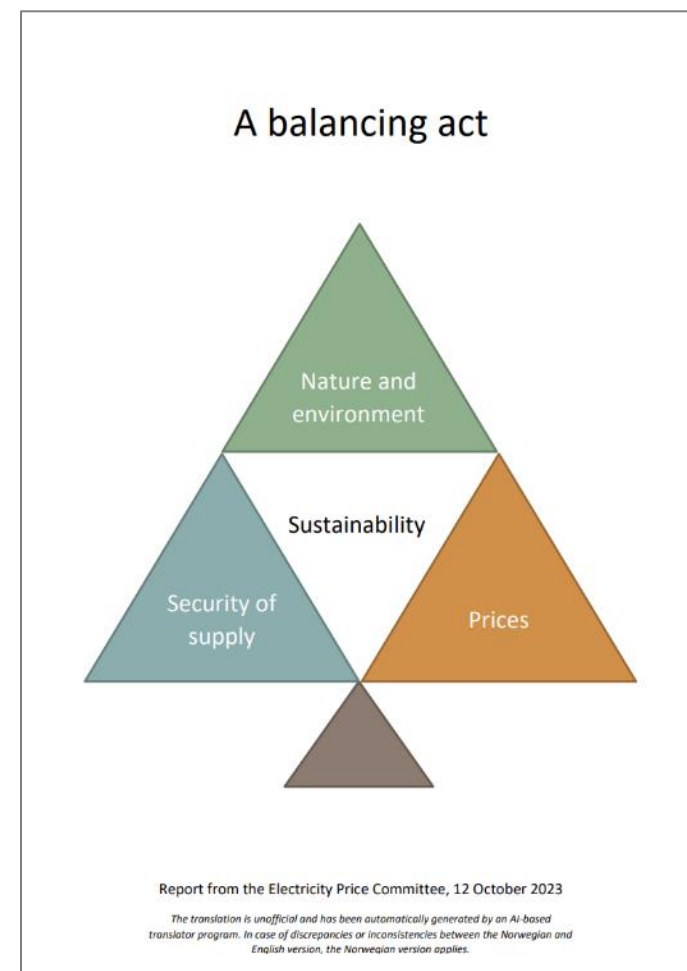 A balancing act
Nature and
environment
Sustainability
Security of
supply
Prices
Report from the Electricity Price Committee, 12 October 2023
The translation is unofficial and has been automatically generated by an AI-based
translator program. In case of discrepancies or inconsistencies between the Norwegian and
English version, the Norwegian version applies.